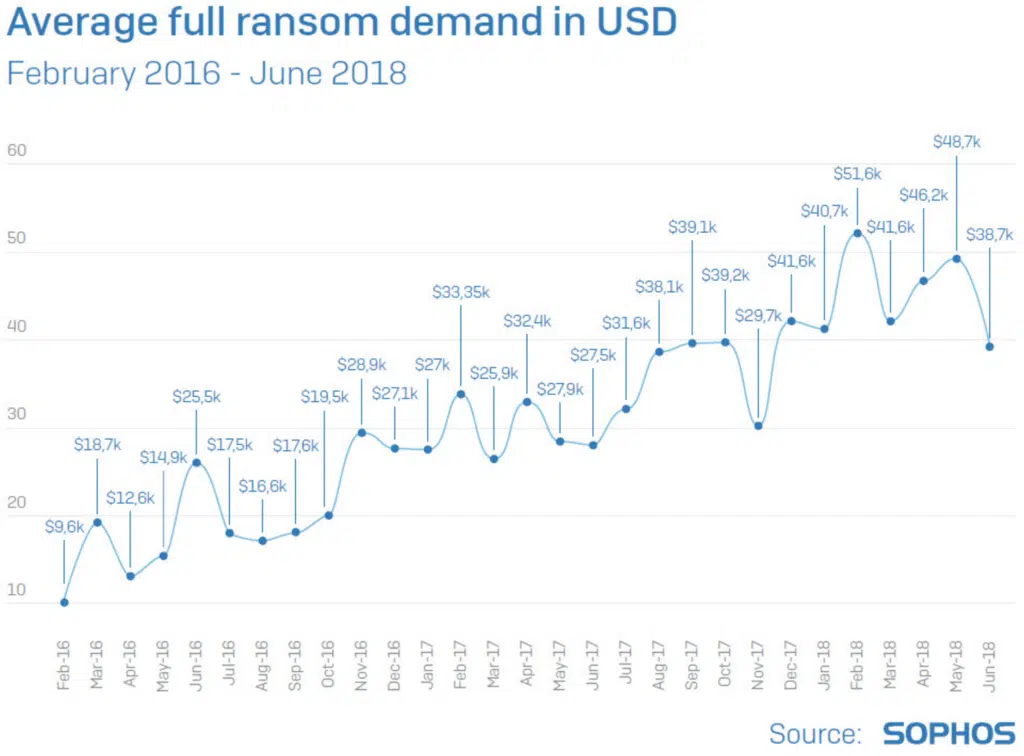 Average full ransom demand in USD
February 2016 - June 2018
60
50
40
30
20
10
$9,6k
$18,7k
$12,6k
$14,9k
$25,5k
$17,5k
$16,6k
$17,6k
$19,5k
$28,9k
$27,1k
$27k
$33,35k
$25,9k
$32,4k
$27,9k
$27,5k
$31,6k
$38,1k
$39,1k
$39,2k
$29,7k
$41,6k
$40,7k
$51,6k
$41,6k
$46,2k
$48,7k
$38,7k
Feb-16
Mar-16
Apr-16
May-16
Jun-16
Jul-16
Aug-16
Sep-16
Oct-16
Nov-16
Dec-16
Jan-17
Feb-17
Mar-17
Apr-17
May-17
Jun-17
Jul-17
Aug-17
Sep-17
Oct-17
Nov-17
Dec-17
Jan-18
Feb-18
Mar-18
Apr-18
May-18
Jun-18
Source: SOPHOS